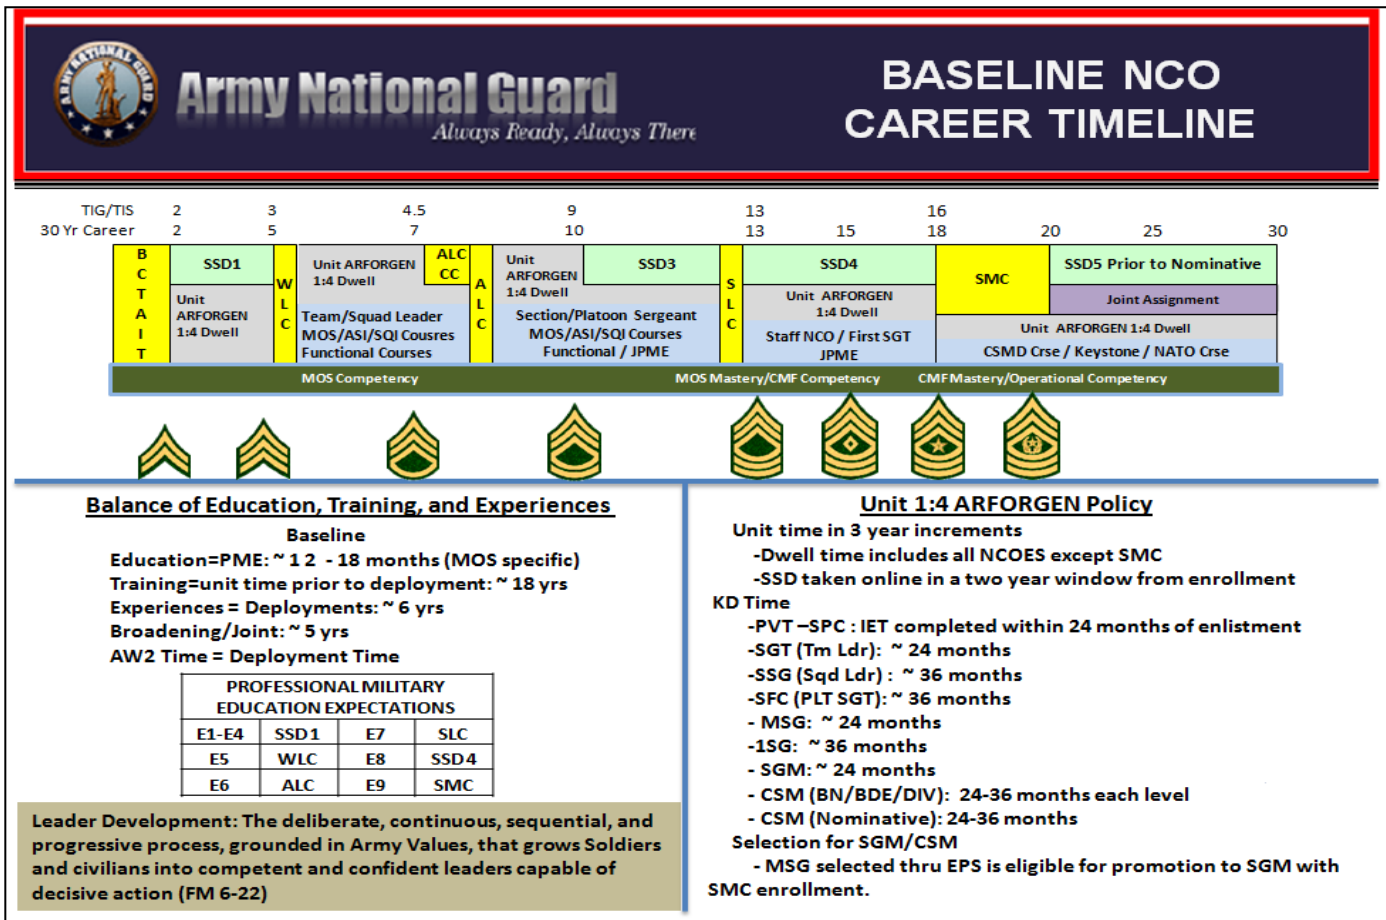 ARMY NATIONAL GUARD
Army National Guard
Always Ready, Always There
BASELINE NCO
CAREER TIMELINE
TIG/TIS 2 3 4.5 9 13 16
30 Yr Career 2 5 7 10 13 15 18 20 25 30
BCTAIT
SSD1
Unit
ARFORGEN
1:4 Dwell
WLC
Unit ARFORGEN
1:4 Dwell
ALC
CC
Team/Squad Leader
MOS/ASI/SQI Cousres
Functional Courses
ALC
Unit
ARFORGEN
1:4 Dwell
SSD3
Section/Platoon Sergeant
MOS/ASI/SQI Courses
Functional / JPME
SLC
SSD4
Unit ARFORGEN
1:4 Dwell
Staff NCO / First SGT
JPME
SMC
SSD5 Prior to Nominative
Joint Assignment
Unit ARFORGEN 1:4 Dwell
CSMD Crse / Keystone / NATO Crse
MOS Competency MOS Mastery/CMF Competency CMF Mastery/Operational Competency
Balance of Education, Training, and Experiences
Baseline
Education=PME: ~ 1 2 - 18 months (MOS specific)
Training=unit time prior to deployment: ~ 18 yrs
Experiences = Deployments: ~ 6 yrs
Broadening/Joint: ~ 5 yrs
AW2 Time = Deployment Time
PROFESSIONAL MILITARY
EDUCATION EXPECTATIONS
E1-E4 SSD1 E7 SLC
E5 WLC E8 SSD4
E6 ALC E9 SMC
Leader Development: The deliberate, continuous, sequential, and
progressive process, grounded in Army Values, that grows Soldiers
and civilians into competent and confident leaders capable of
decisive action (FM 6-22)
Unit 1:4 ARFORGEN Policy
Unit time in 3 year increments
-Dwell time includes all NCOES except SMC
-SSD taken online in a two year window from enrollment
KD Time
-PVT –SPC : IET completed within 24 months of enlistment
-SGT (Tm Ldr): ~ 24 months
-SSG (Sqd Ldr) : ~ 36 months
-SFC (PLT SGT): ~ 36 months
- MSG: ~ 24 months
-1SG: ~ 36 months
- SGM: ~ 24 months
- CSM (BN/BDE/DIV): 24-36 months each level
- CSM (Nominative): 24-36 months
Selection for SGM/CSM
- MSG selected thru EPS is eligible for promotion to SGM with
SMC enrollment.